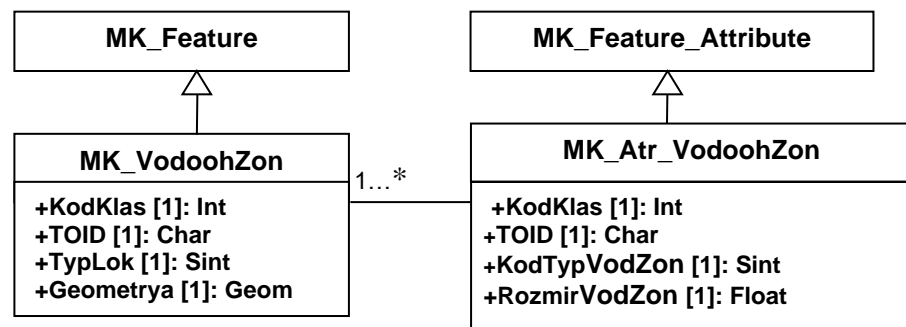 MK_Feature
MK_Feature_Attribute
MK_VodoohZon
+KodKlas [1]: Int
+TOID [1]: Char
+TypLok [1]: Sint
+Geometrya [1]: Geom
1…*
MK_Atr_VodoohZon
+KodKlas [1]: Int
+TOID [1]: Char
+KodTypVodZon [1]: Sint
+RozmirVodZon [1]: Float